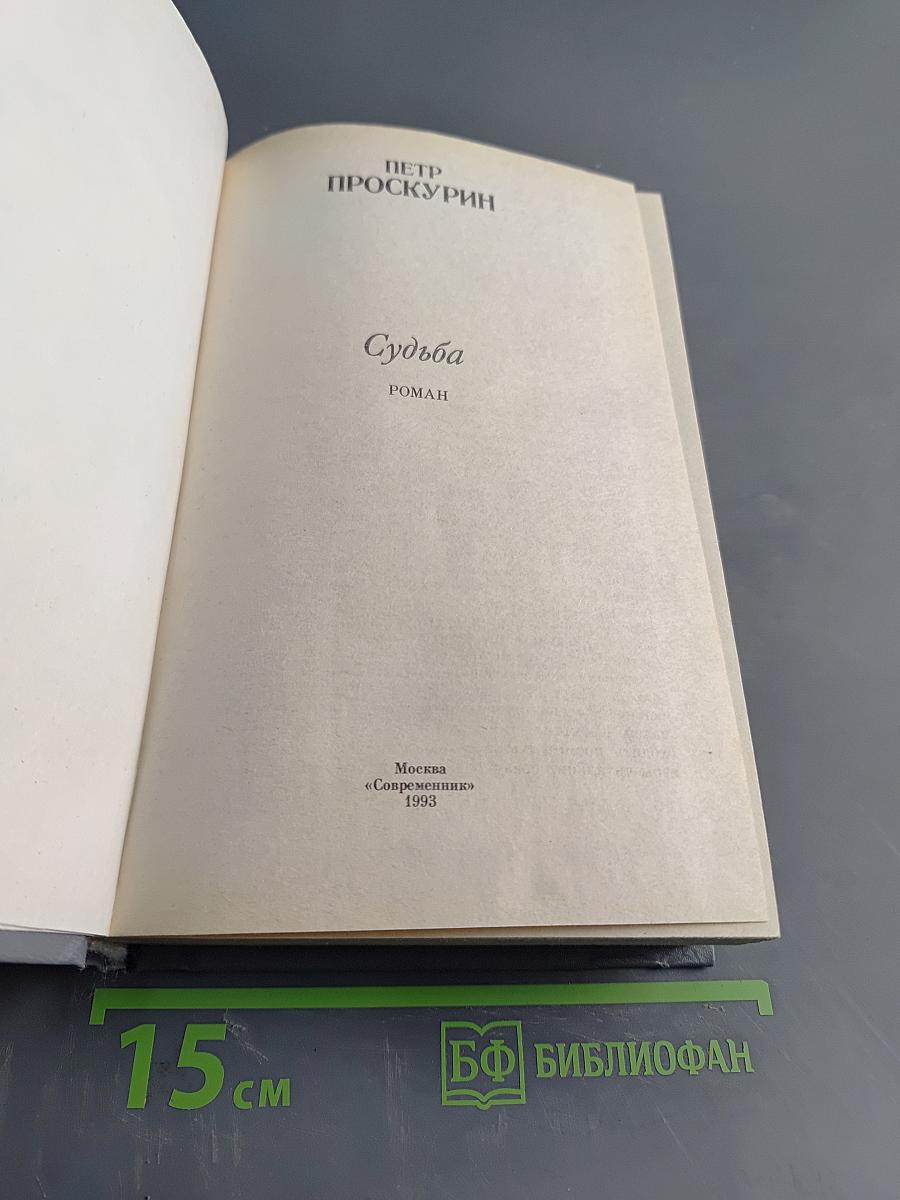 ПЕТР
ПРОСКУРИН
Судьба
РОМАН
Москва
«Современник»
1993
15 см
БФ БИБЛИОФАН